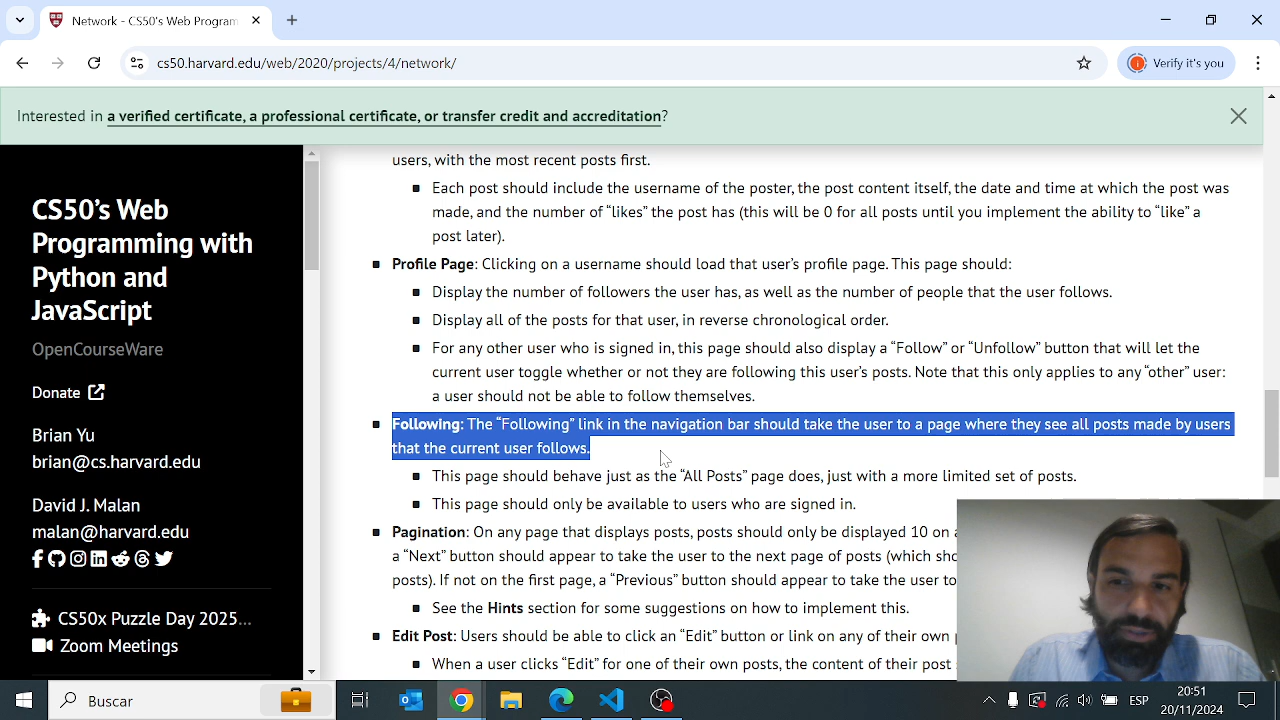 Network - CS50's Web Program
cs50.harvard.edu/web/2020/projects/4/network/
Verify it's you
Interested in a verified certificate, a professional certificate, or transfer credit and accreditation?
CS50's Web
Programming with
Python and
JavaScript
OpenCourseWare
Donate
Brian Yu
brian@cs.harvard.edu
David J. Malan
malan@harvard.edu
CS50x Puzzle Day 2025...
Zoom Meetings
users, with the most recent posts first.
Each post should include the username of the poster, the post content itself, the date and time at which the post was
made, and the number of “likes” the post has (this will be 0 for all posts until you implement the ability to “like” a
post later).
Profile Page: Clicking on a username should load that user’s profile page. This page should:
Display the number of followers the user has, as well as the number of people that the user follows.
Display all of the posts for that user, in reverse chronological order.
For any other user who is signed in, this page should also display a “Follow” or “Unfollow” button that will let the
current user toggle whether or not they are following this user’s posts. Note that this only applies to any “other” user:
a user should not be able to follow themselves.
Following: The “Following” link in the navigation bar should take the user to a page where they see all posts made by users
that the current user follows.
This page should behave just as the “All Posts” page does, just with a more limited set of posts.
This page should only be available to users who are signed in.
Pagination: On any page that displays posts, posts should only be displayed 10 on a
a “Next” button should appear to take the user to the next page of posts (which sho
posts). If not on the first page, a “Previous” button should appear to take the user to
See the Hints section for some suggestions on how to implement this.
Edit Post: Users should be able to click an “Edit” button or link on any of their own p
When a user clicks “Edit” for one of their own posts, the content of their post
Buscar
ESP
20:51
20/11/2024